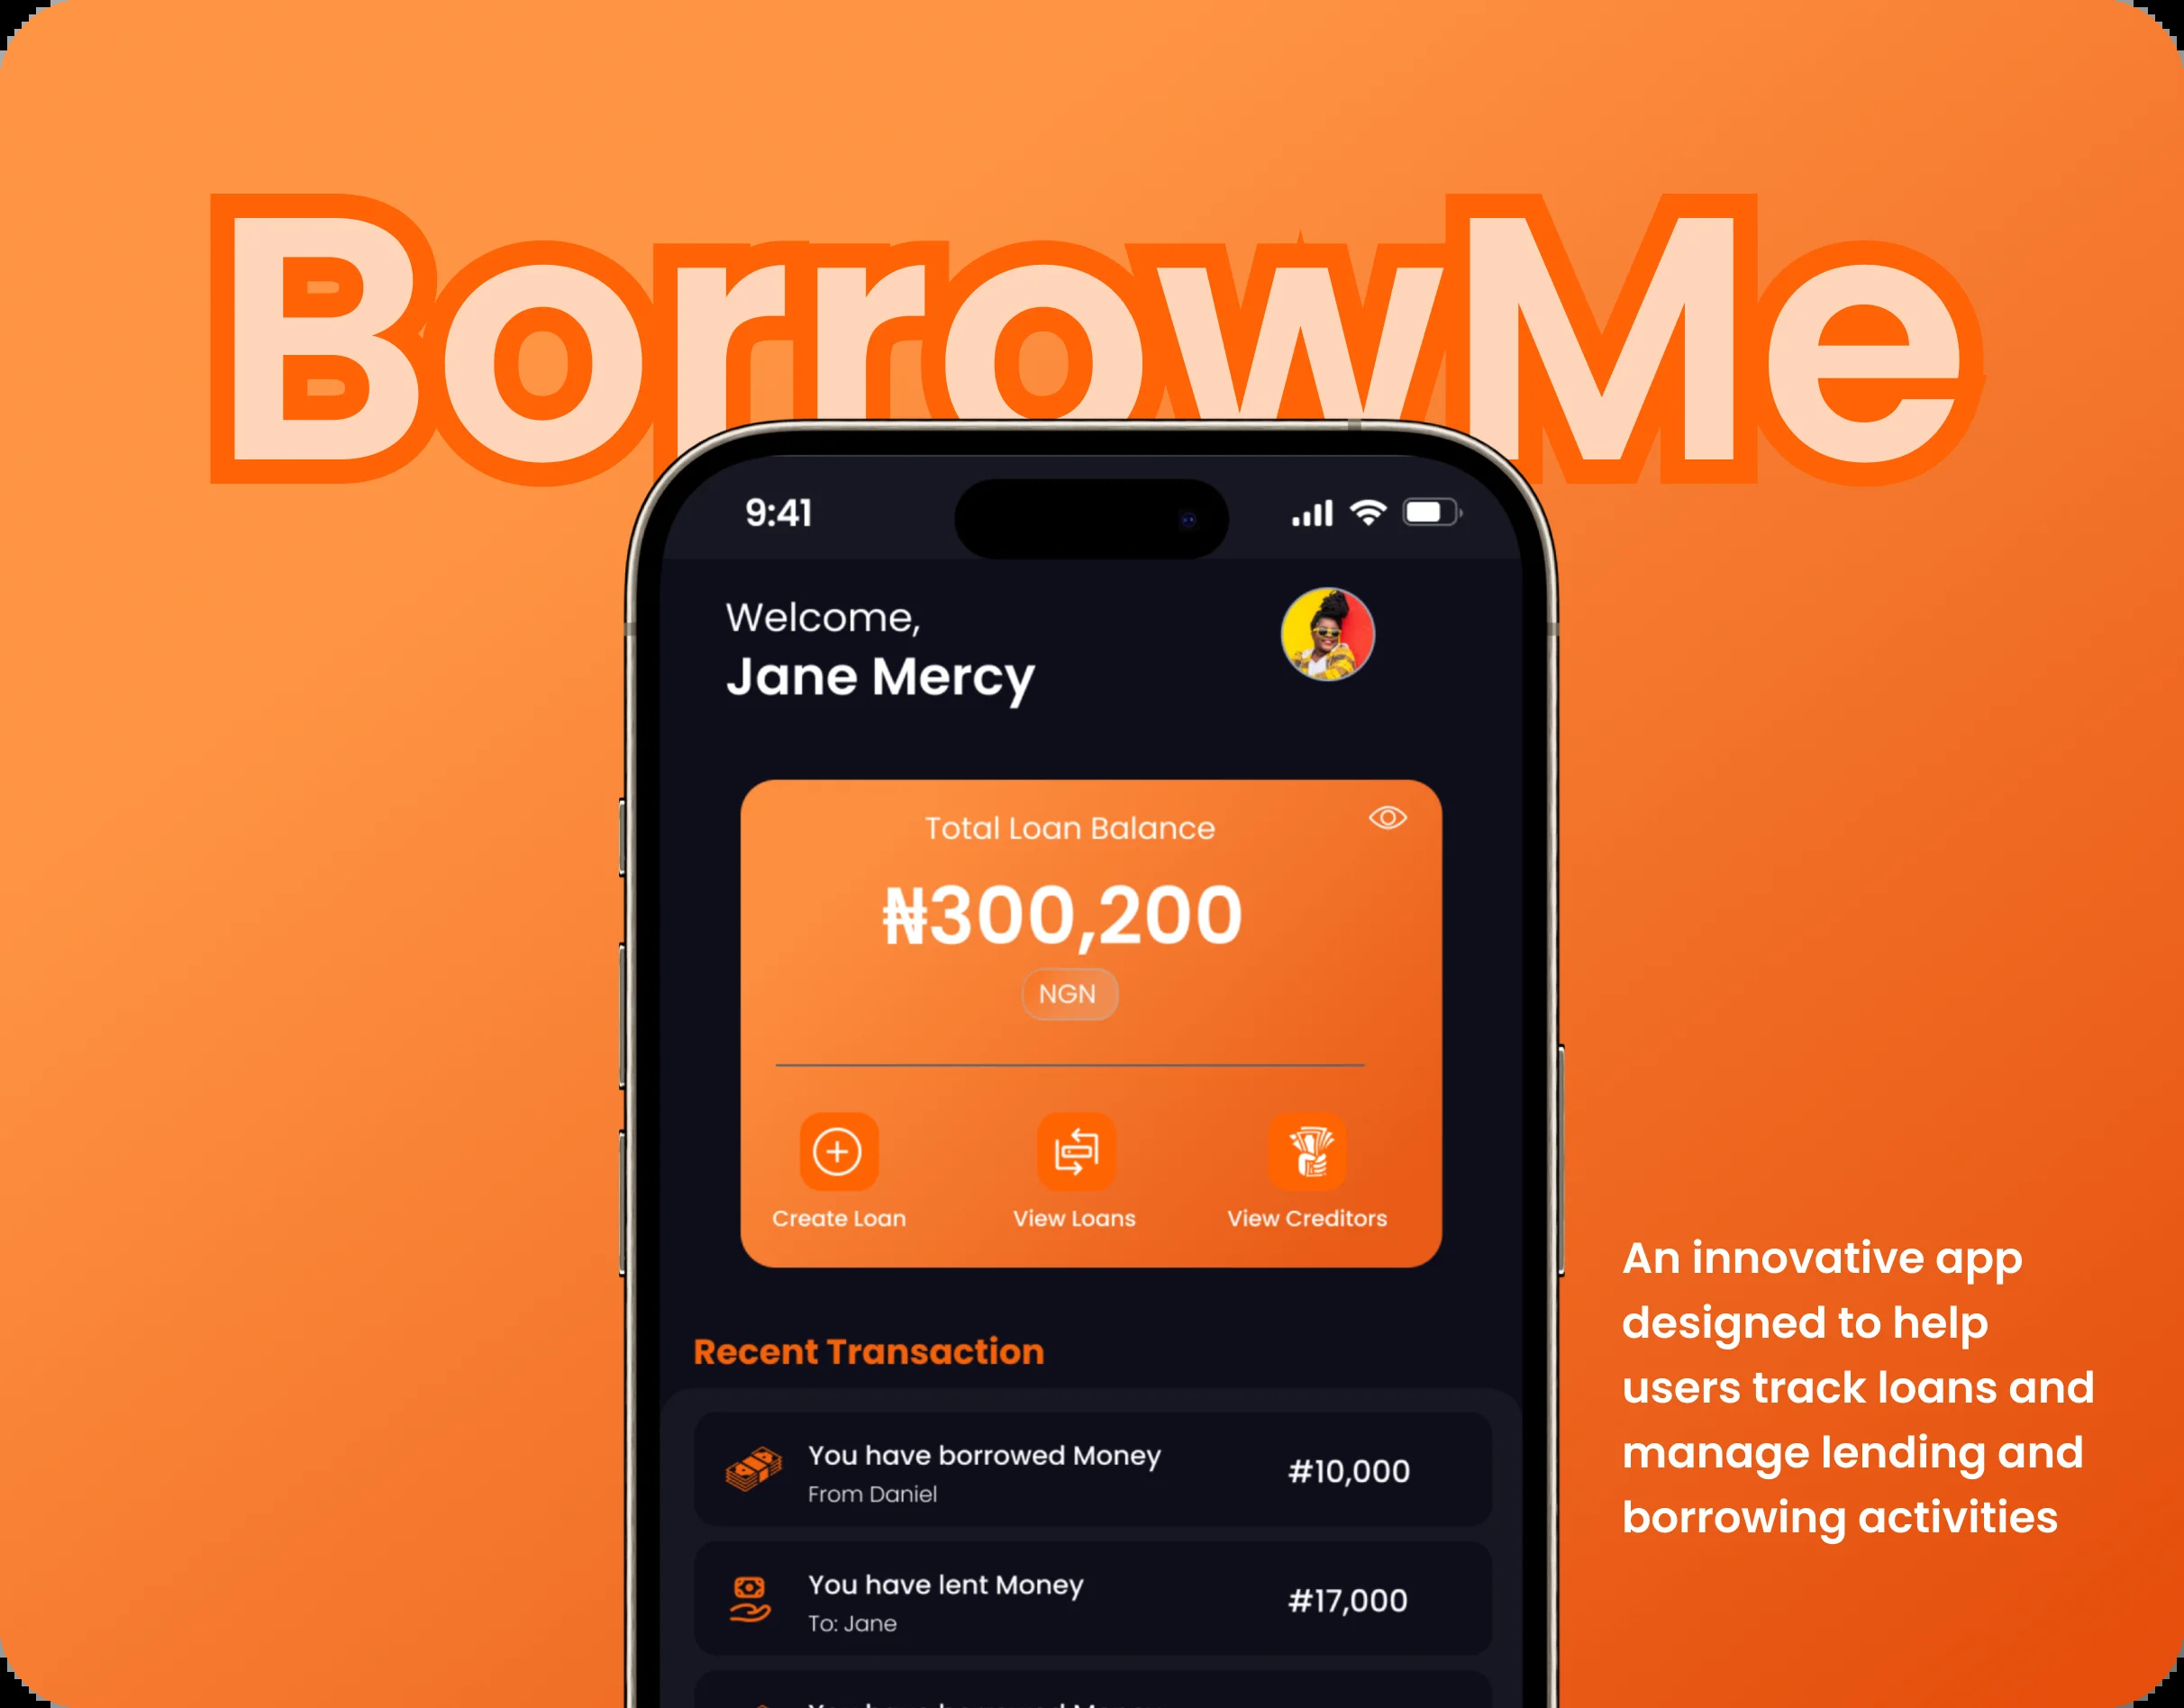 BorrowMe
9:41
Welcome,
Jane Mercy
Total Loan Balance
₦300,200
NGN
Create Loan
View Loans
View Creditors
Recent Transaction
You have borrowed Money
From Daniel
#10,000
You have lent Money
To: Jane
#17,000
An innovative app
designed to help
users track loans and
manage lending and
borrowing activities